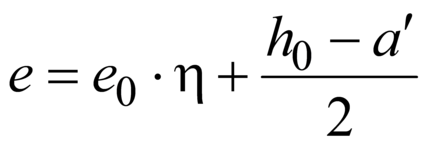 e = e₀ · η + (h₀ − a′) / 2